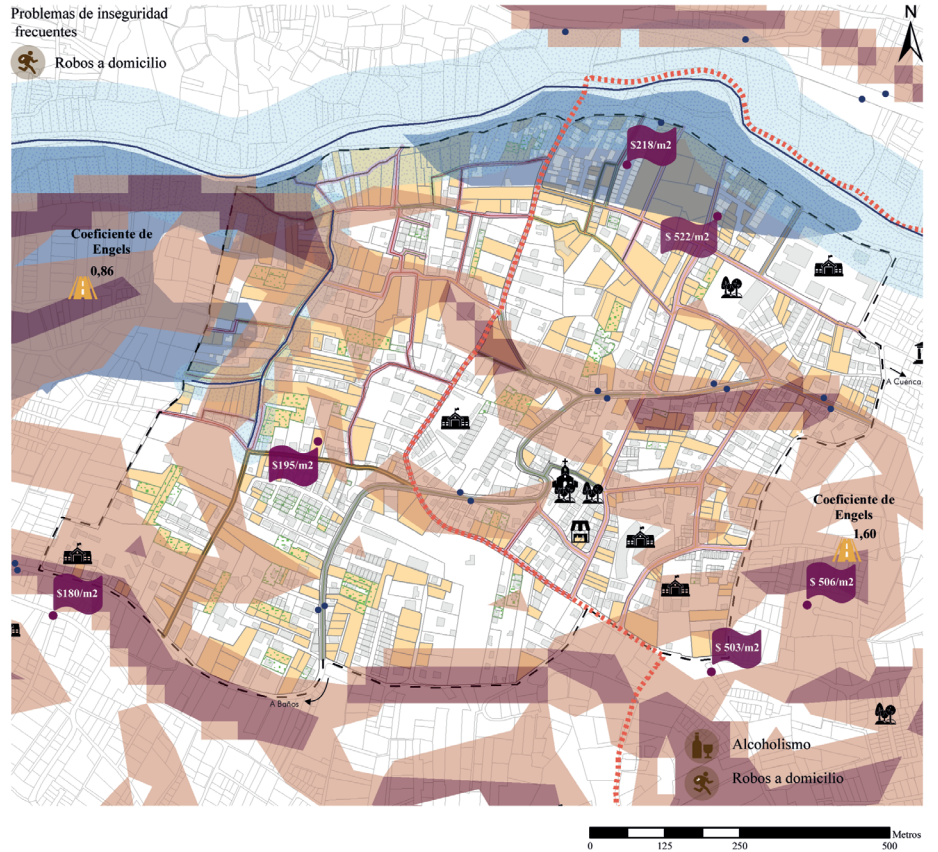 Problemas de inseguridad
frecuentes
Robos a domicilio
N
$218/m2
$ 522/m2
Coeficiente de
Engels
0,86
A Cuenca
$195/m2
Coeficiente de
Engels
1,60
$ 506/m2
$180/m2
$ 503/m2
A Baños
Alcoholismo
Robos a domicilio
Metros
0 125 250 500